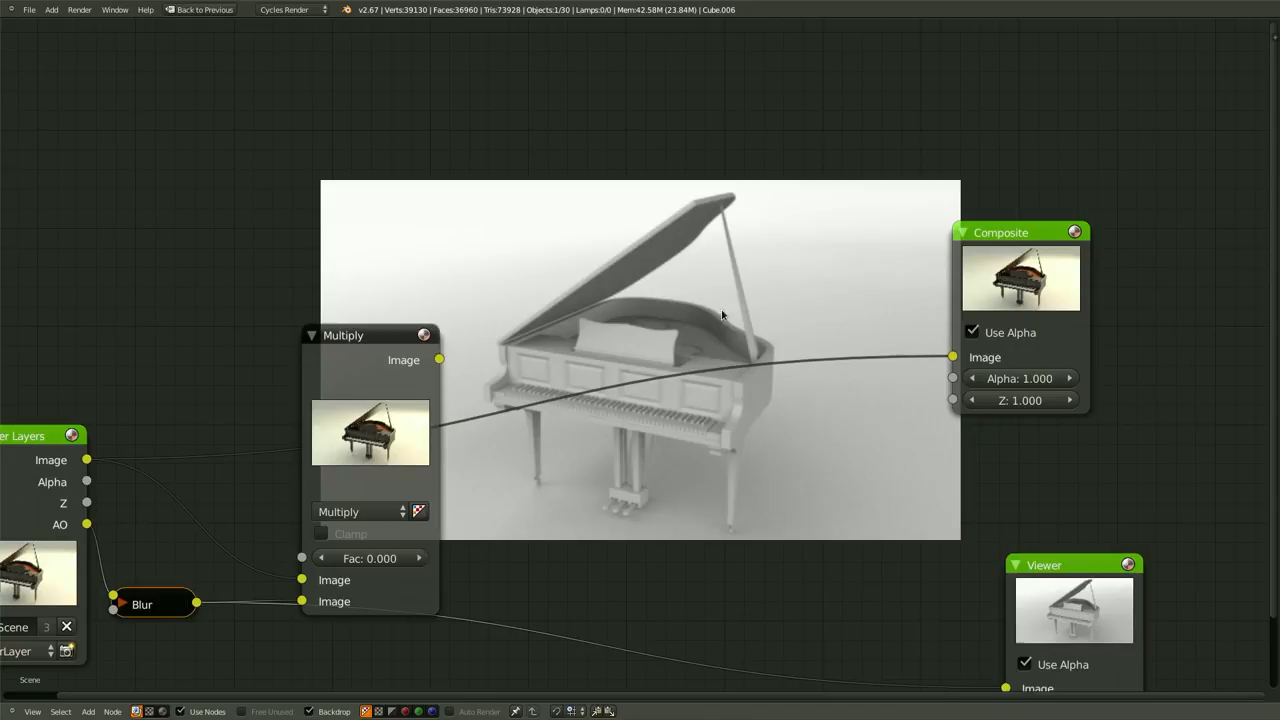 File Add Render Window Help Back to Previous Cycles Render v2.67 | Verts:39130 | Faces:36960 | Tris:73928 | Objects:1/30 | Lamps:0/0 | Mem:42.58M (23.84M) | Cube.006
Composite
Use Alpha
Image
Alpha: 1.000
Z: 1.000
Multiply
Image
Multiply
Clamp
Fac: 0.000
Image
Image
er Layers
Image
Alpha
Z
AO
Scene 3
rLayer
Blur
Viewer
Use Alpha
Image
Scene
View Select Add Node Use Nodes Free Unused Backdrop Auto Render